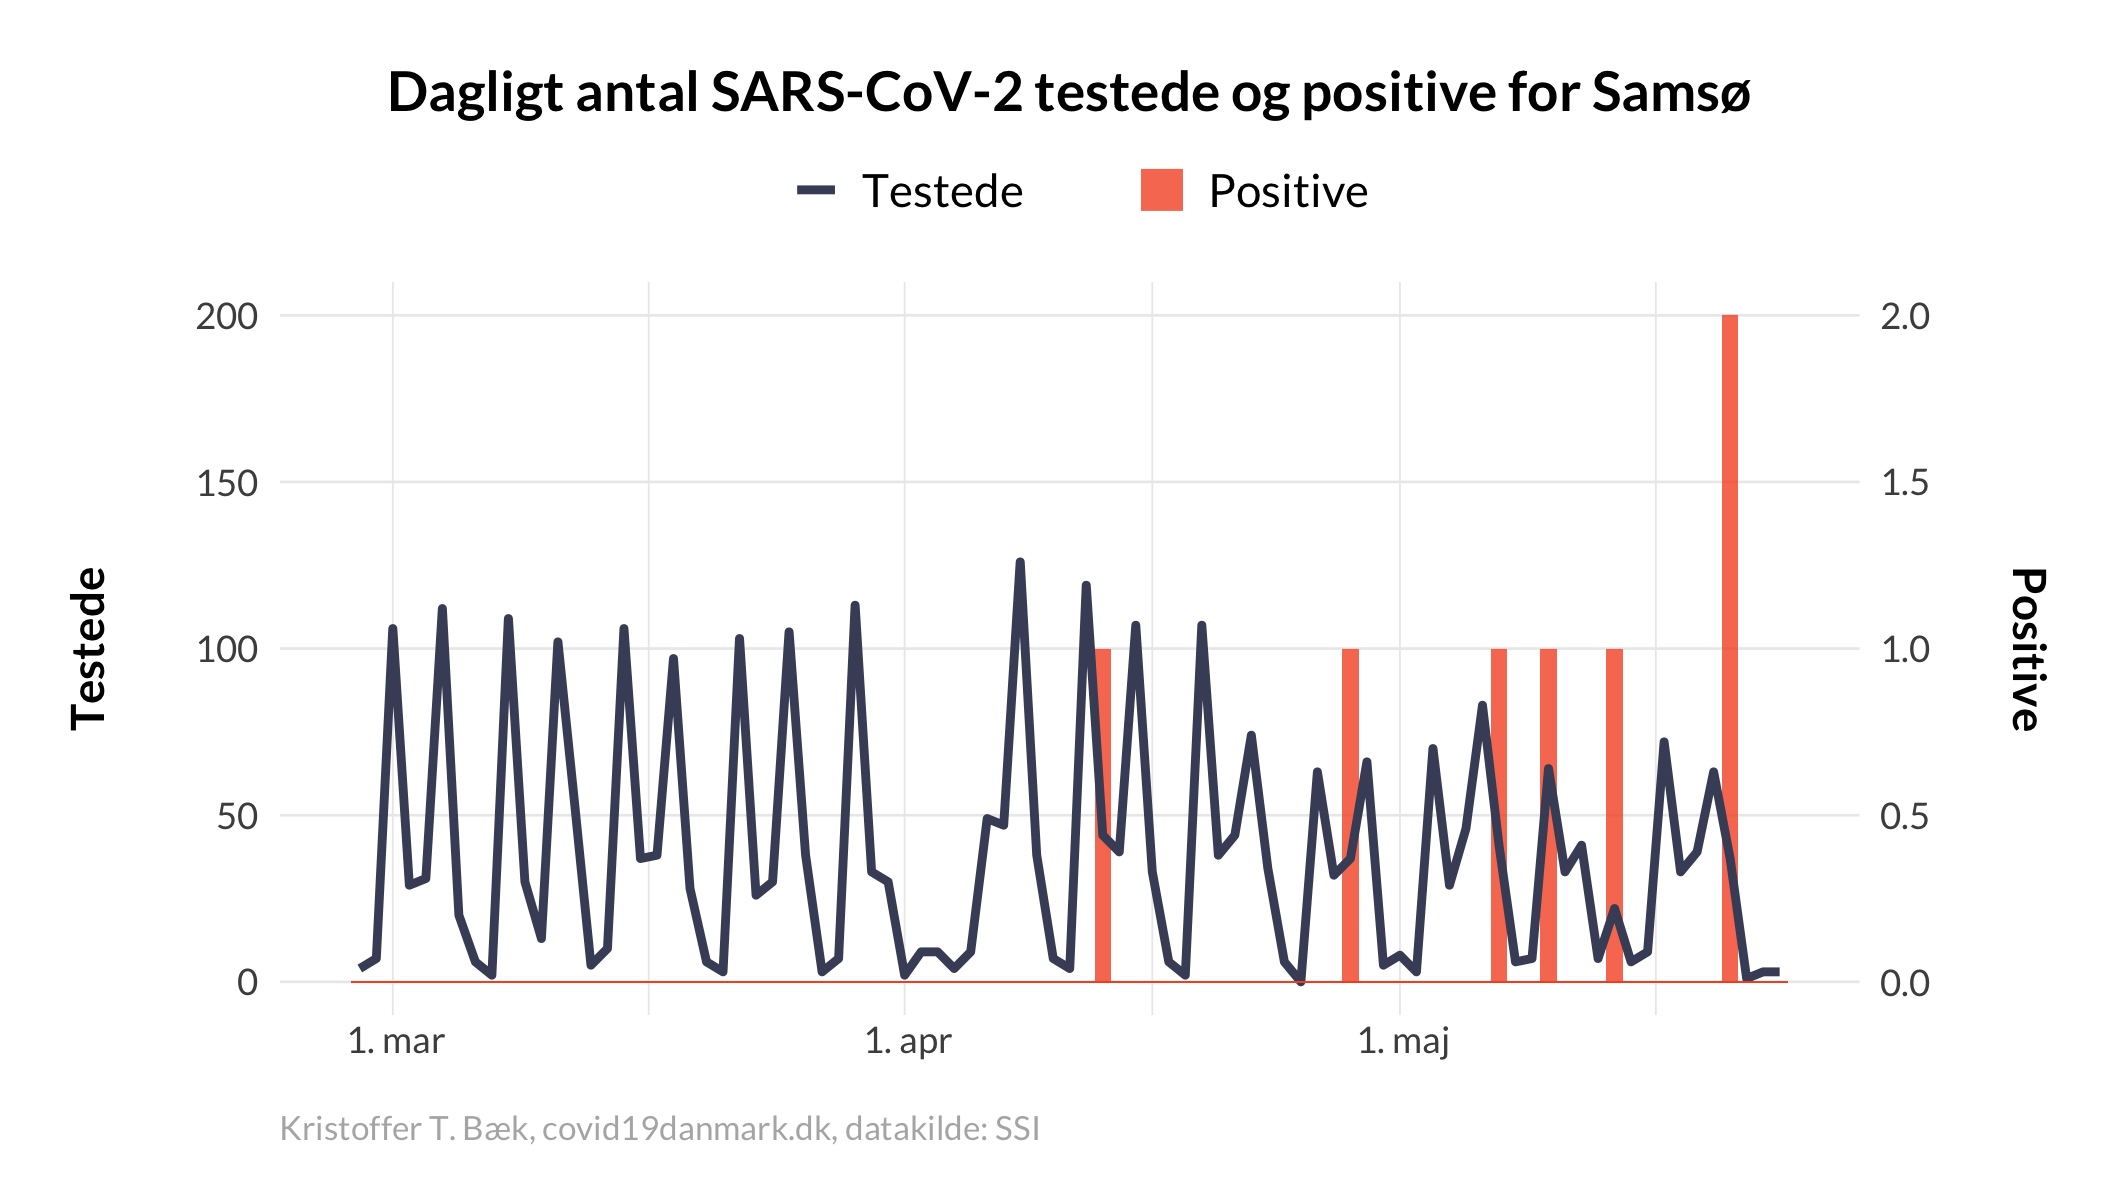 Dagligt antal SARS-CoV-2 testede og positive for Samsø
Testede Positive
200 2.0
150 1.5
100 1.0
50 0.5
0 0.0
Testede
Positive
1. mar 1. apr 1. maj
Kristoffer T. Bæk, covid19danmark.dk, datakilde: SSI